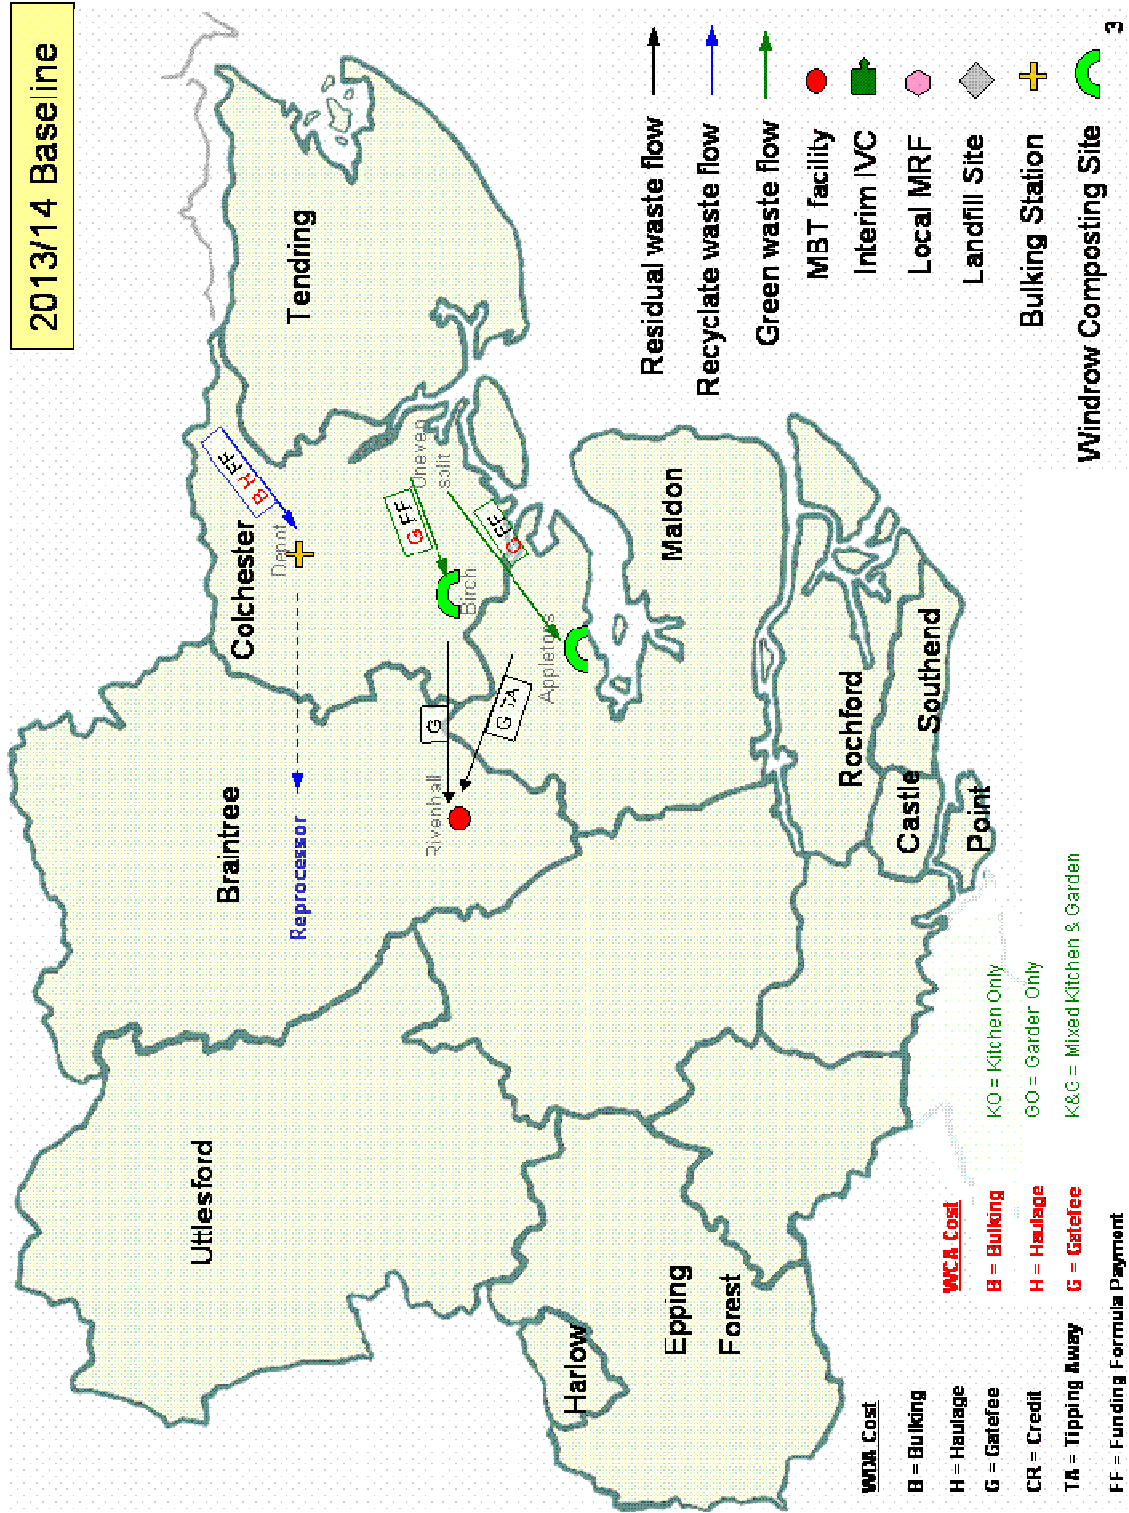 2013/14 Baseline
Tendring
Colchester
Braintree
Uttlesford
Harlow
Epping
Forest
Maldon
Rochford
Southend
Castle
Point
B H FF
Depot
Reprocessor
Uneven
split
G FF
G FF
Birch
Appletons
G
G TA
Rivenhall
Residual waste flow
Recyclate waste flow
Green waste flow
MBT facility
Interim IVC
Local MRF
Landfill Site
Bulking Station
Windrow Composting Site
WDA Cost
B = Bulking
H = Haulage
G = Gatefee
CR = Credit
TA = Tipping Away
FF = Funding Formula Payment
WCA Cost
B = Bulking
H = Haulage
G = Gatefee
KO = Kitchen Only
GO = Garden Only
K&G = Mixed Kitchen & Garden
3